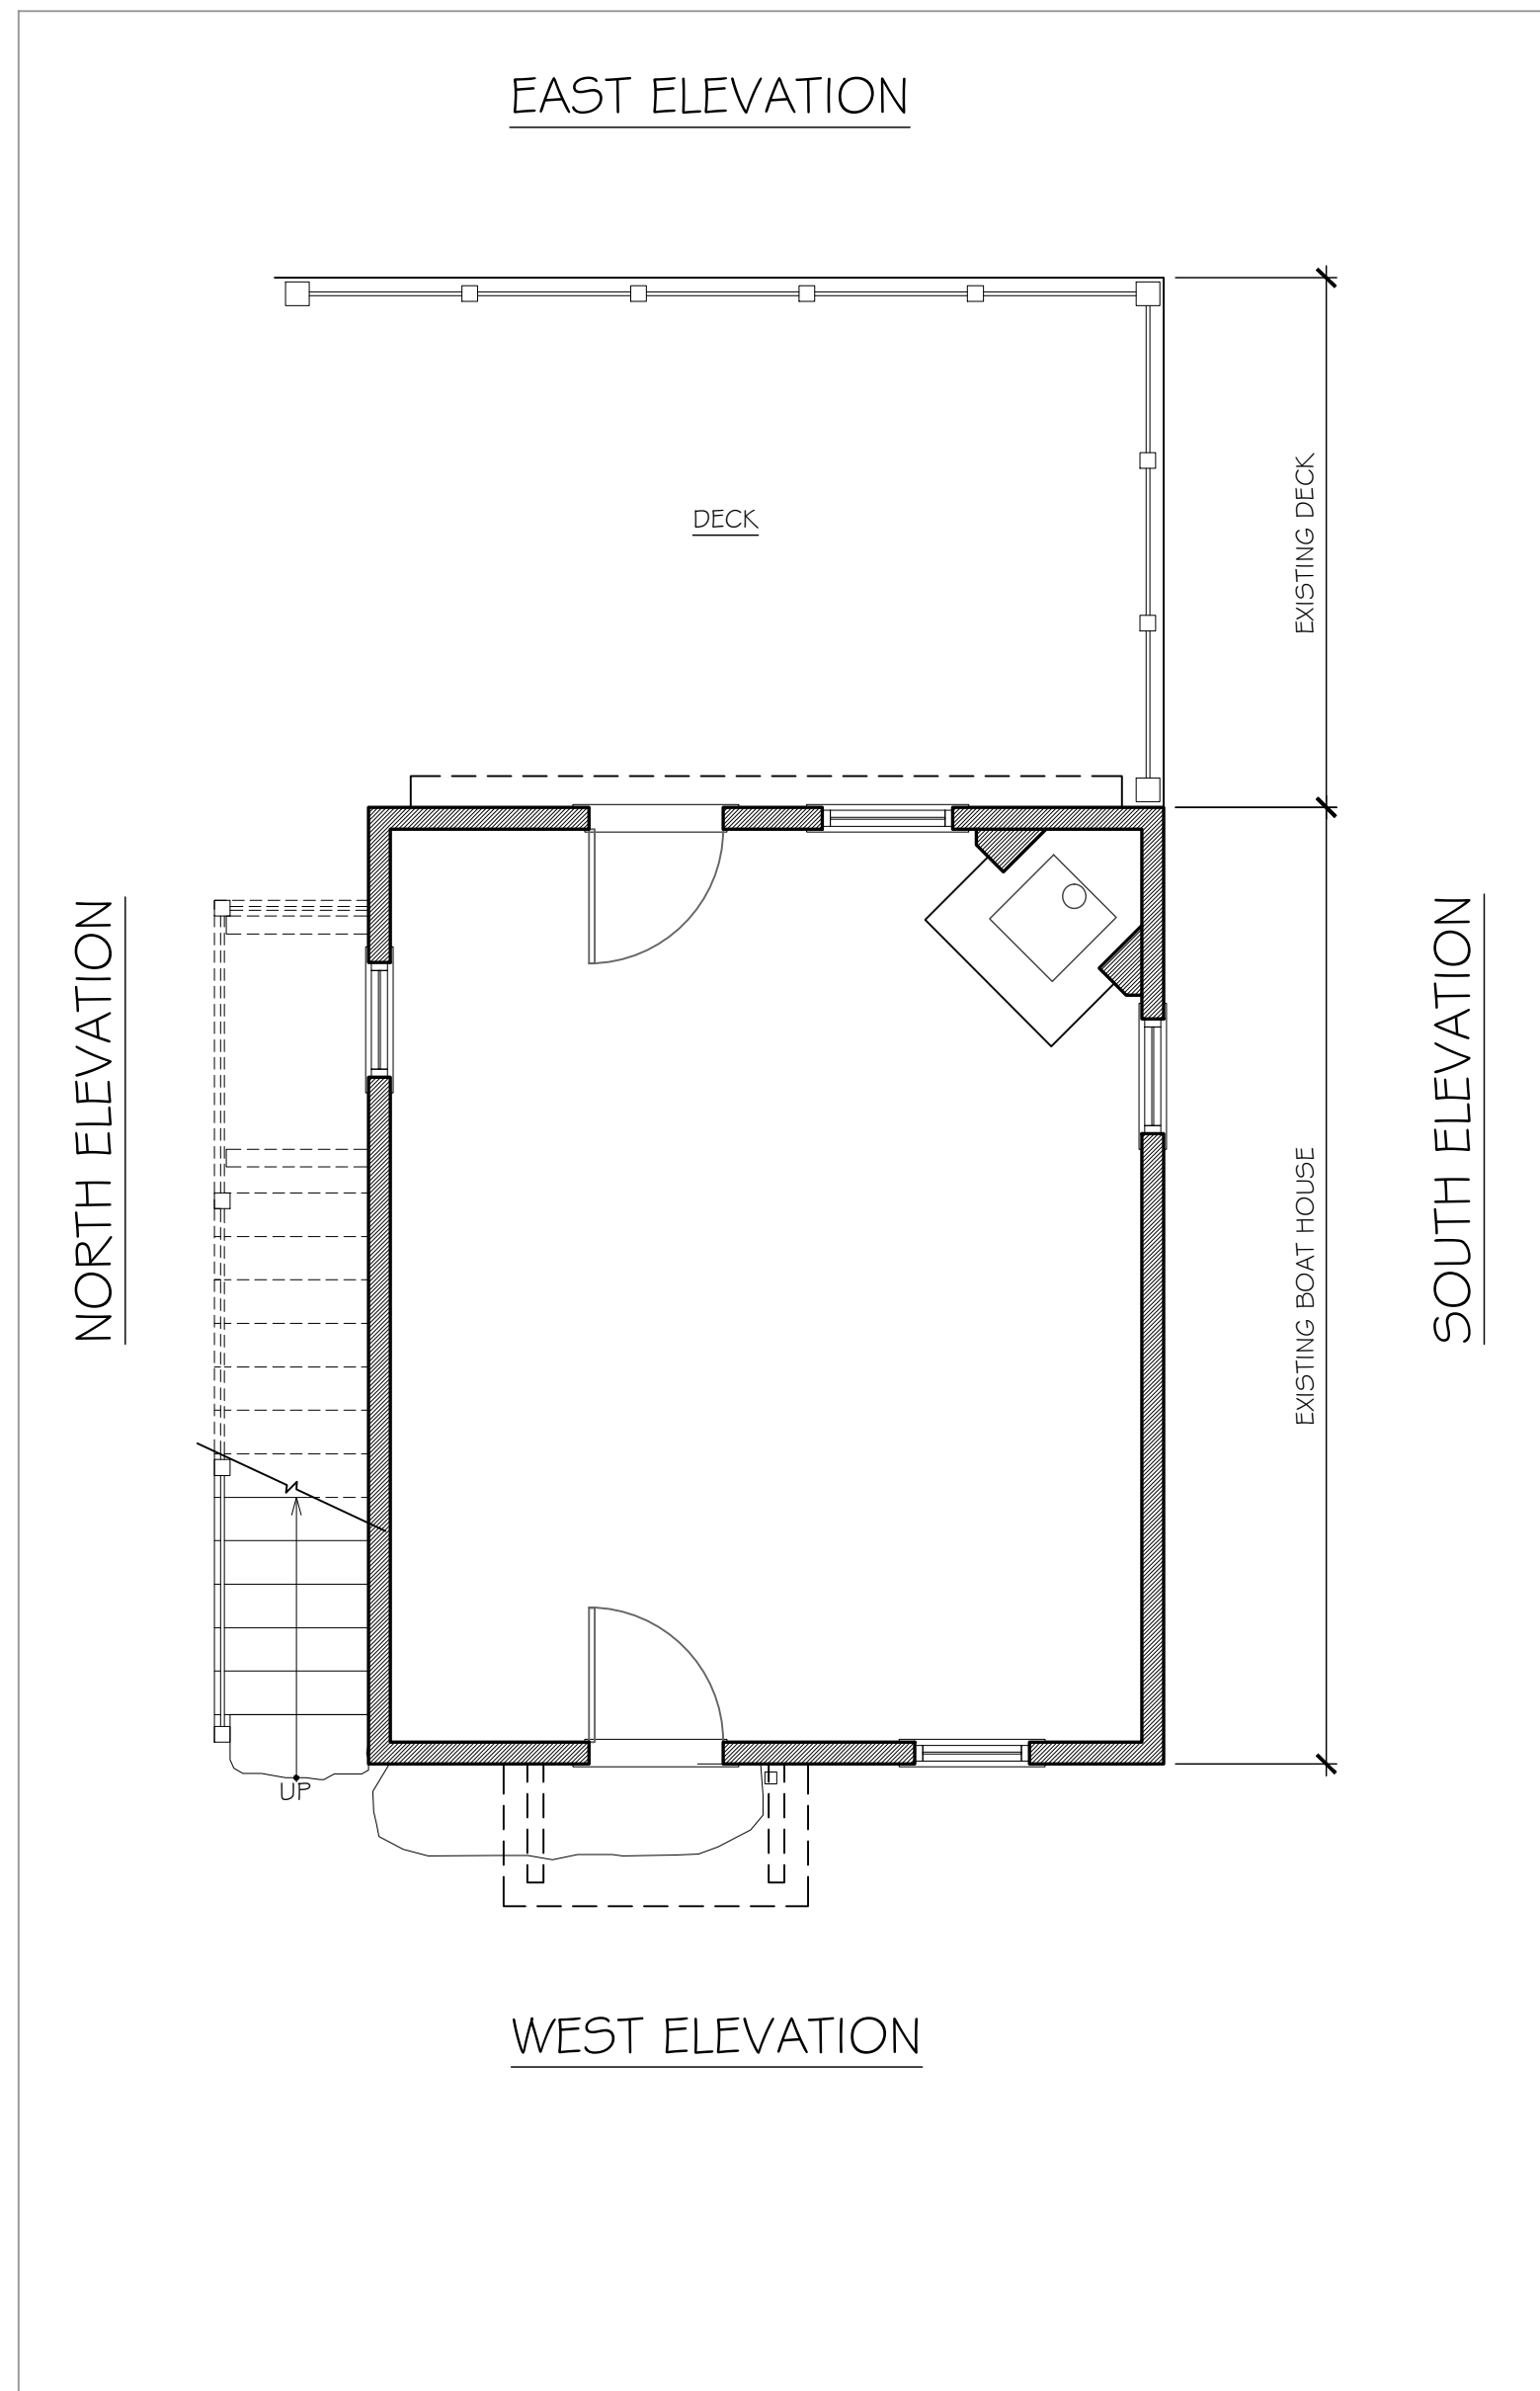 EAST ELEVATION
DECK
EXISTING DECK
NORTH ELEVATION
SOUTH ELEVATION
EXISTING BOAT HOUSE
UP
WEST ELEVATION